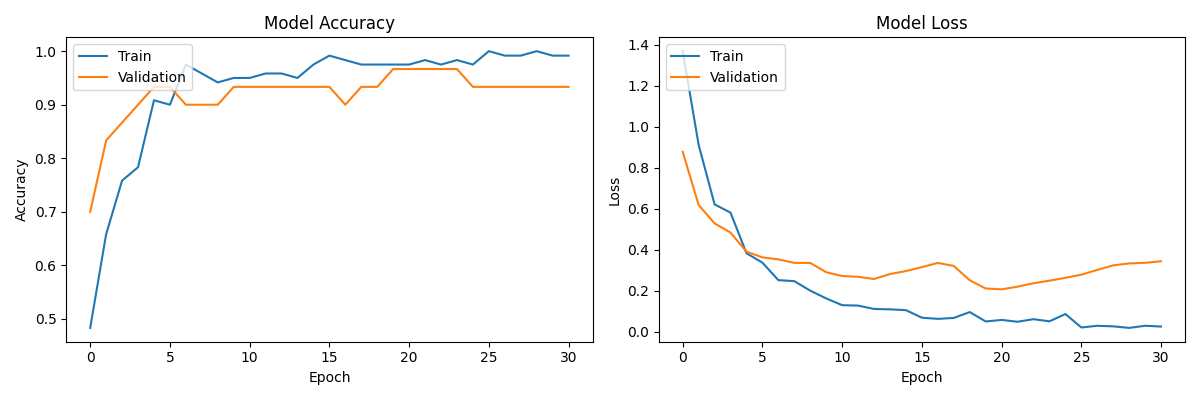 Model Accuracy
Train
Validation
1.0
0.9
0.8
0.7
0.6
0.5
Accuracy
0 5 10 15 20 25 30
Epoch
Model Loss
Train
Validation
1.4
1.2
1.0
0.8
0.6
0.4
0.2
0.0
Loss
0 5 10 15 20 25 30
Epoch